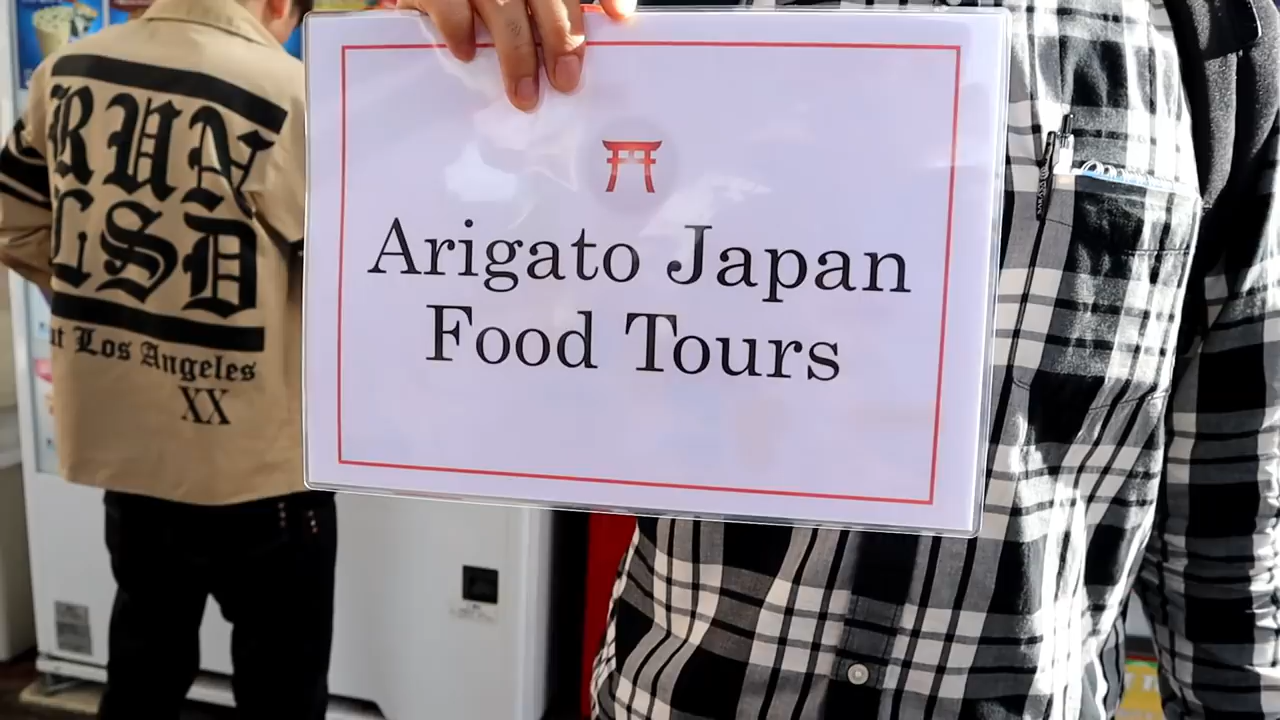 RUN
LSD
Los Angeles
XX
Arigato Japan
Food Tours